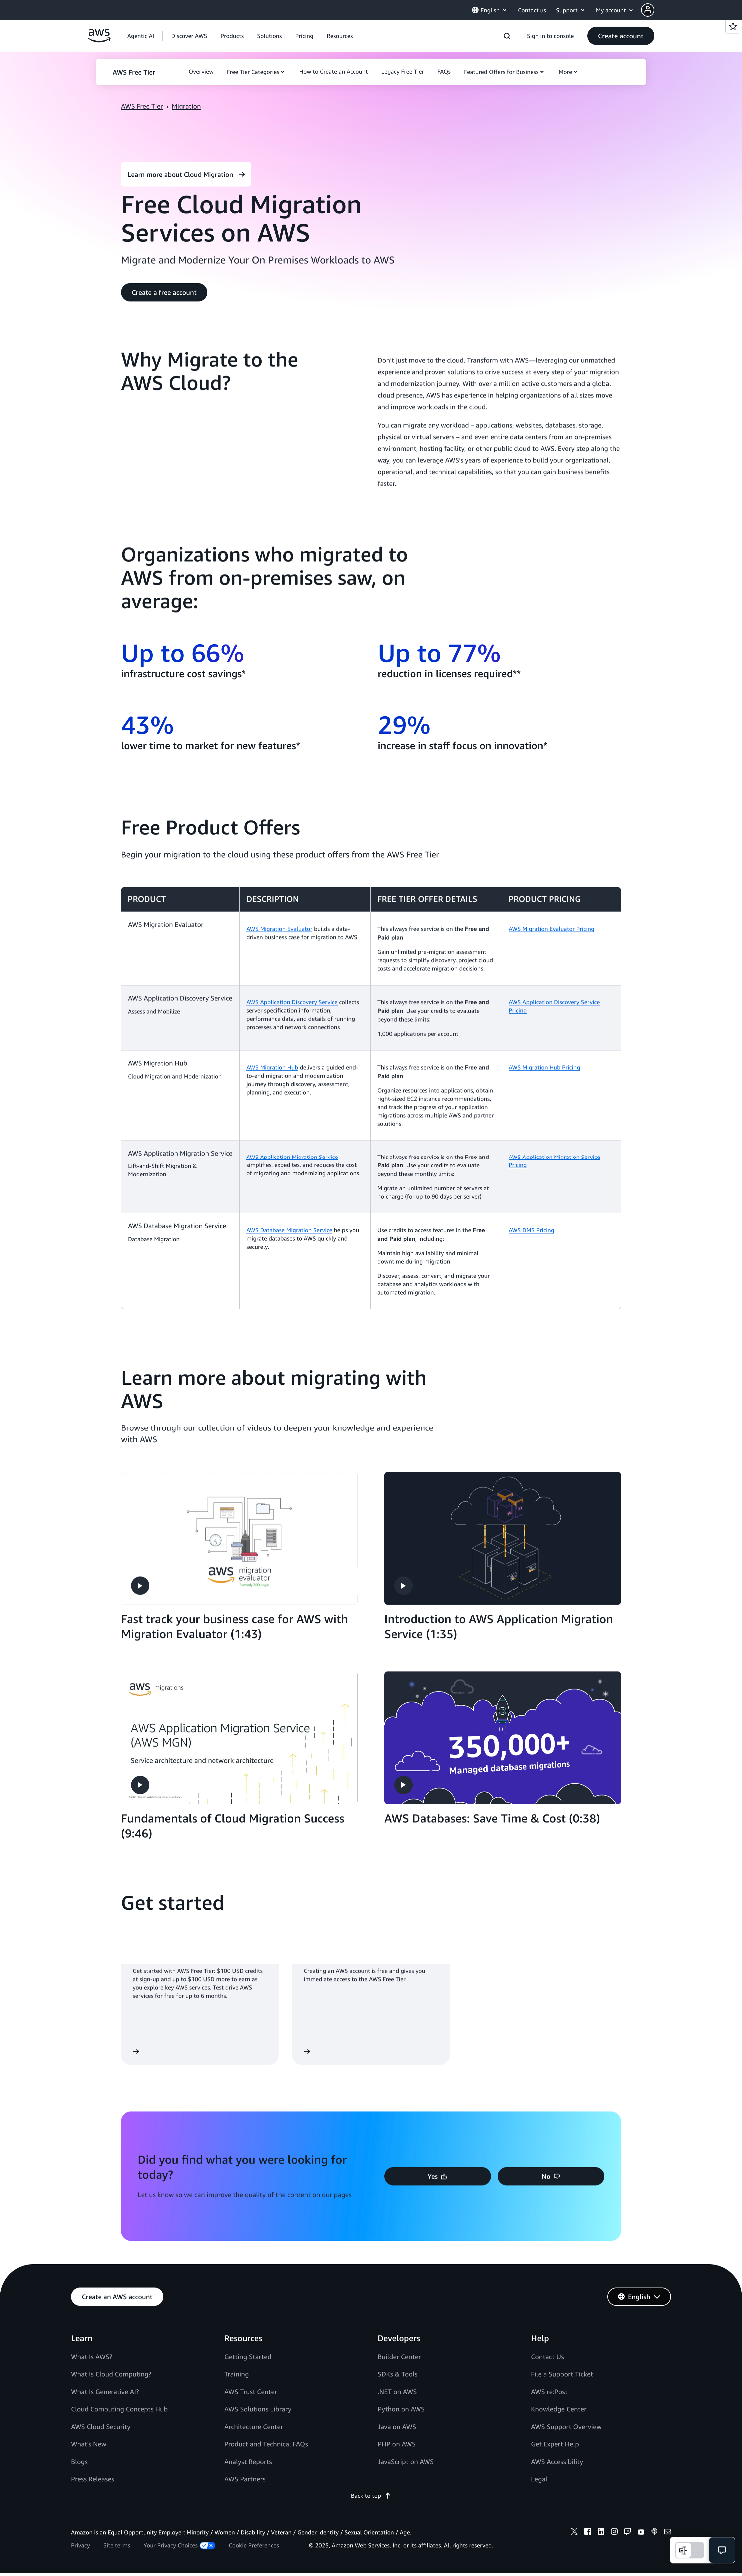 English
Contact us
Support
My account
aws
Agentic AI
Discover AWS
Products
Solutions
Pricing
Resources
Sign in to console
Create account
AWS Free Tier
Overview
Free Tier Categories
How to Create an Account
Legacy Free Tier
FAQs
Featured Offers for Business
More
AWS Free Tier › Migration
Learn more about Cloud Migration
Free Cloud Migration
Services on AWS
Migrate and Modernize Your On Premises Workloads to AWS
Create a free account
Why Migrate to the
AWS Cloud?
Don't just move to the cloud. Transform with AWS—leveraging our unmatched
experience and proven solutions to drive success at every step of your migration
and modernization journey. With over a million active customers and a global
cloud presence, AWS has experience in helping organizations of all sizes move
and improve workloads in the cloud.
You can migrate any workload – applications, websites, databases, storage,
physical or virtual servers – and even entire data centers from an on-premises
environment, hosting facility, or other public cloud to AWS. Every step along the
way, you can leverage AWS's years of experience to build your organizational,
operational, and technical capabilities, so that you can gain business benefits
faster.
Organizations who migrated to
AWS from on-premises saw, on
average:
Up to 66%
infrastructure cost savings*
Up to 77%
reduction in licenses required**
43%
lower time to market for new features*
29%
increase in staff focus on innovation*
Free Product Offers
Begin your migration to the cloud using these product offers from the AWS Free Tier
PRODUCT
DESCRIPTION
FREE TIER OFFER DETAILS
PRODUCT PRICING
AWS Migration Evaluator
AWS Migration Evaluator builds a data-
driven business case for migration to AWS
This always free service is on the Free and
Paid plan.
Gain unlimited pre-migration assessment
requests to simplify discovery, project cloud
costs and accelerate migration decisions.
AWS Migration Evaluator Pricing
AWS Application Discovery Service
Assess and Mobilize
AWS Application Discovery Service collects
server specification information,
performance data, and details of running
processes and network connections
This always free service is on the Free and
Paid plan. Use your credits to evaluate
beyond these limits:
1,000 applications per account
AWS Application Discovery Service
Pricing
AWS Migration Hub
Cloud Migration and Modernization
AWS Migration Hub delivers a guided end-
to-end migration and modernization
journey through discovery, assessment,
planning, and execution.
This always free service is on the Free and
Paid plan.
Organize resources into applications, obtain
right-sized EC2 instance recommendations,
and track the progress of your application
migrations across multiple AWS and partner
solutions.
AWS Migration Hub Pricing
AWS Application Migration Service
Lift-and-Shift Migration &
Modernization
AWS Application Migration Service
simplifies, expedites, and reduces the cost
of migrating and modernizing applications.
This always free service is on the Free and
Paid plan. Use your credits to evaluate
beyond these monthly limits:
Migrate an unlimited number of servers at
no charge (for up to 90 days per server)
AWS Application Migration Service
Pricing
AWS Database Migration Service
Database Migration
AWS Database Migration Service helps you
migrate databases to AWS quickly and
securely.
Use credits to access features in the Free
and Paid plan, including:
Maintain high availability and minimal
downtime during migration.
Discover, assess, convert, and migrate your
database and analytics workloads with
automated migration.
AWS DMS Pricing
Learn more about migrating with
AWS
Browse through our collection of videos to deepen your knowledge and experience
with AWS
aws migration
evaluator
Formerly TSO Logic
Fast track your business case for AWS with
Migration Evaluator (1:43)
Introduction to AWS Application Migration
Service (1:35)
aws migrations
AWS Application Migration Service
(AWS MGN)
Service architecture and network architecture
Fundamentals of Cloud Migration Success
(9:46)
350,000+
Managed database migrations
AWS Databases: Save Time & Cost (0:38)
Get started
Get started with AWS Free Tier: $100 USD credits
at sign-up and up to $100 USD more to earn as
you explore key AWS services. Test drive AWS
services for free for up to 6 months.
Creating an AWS account is free and gives you
immediate access to the AWS Free Tier.
Did you find what you were looking for
today?
Let us know so we can improve the quality of the content on our pages
Yes
No
Create an AWS account
English
Learn
What Is AWS?
What Is Cloud Computing?
What Is Generative AI?
Cloud Computing Concepts Hub
AWS Cloud Security
What's New
Blogs
Press Releases
Resources
Getting Started
Training
AWS Trust Center
AWS Solutions Library
Architecture Center
Product and Technical FAQs
Analyst Reports
AWS Partners
Developers
Builder Center
SDKs & Tools
.NET on AWS
Python on AWS
Java on AWS
PHP on AWS
JavaScript on AWS
Help
Contact Us
File a Support Ticket
AWS re:Post
Knowledge Center
AWS Support Overview
Get Expert Help
AWS Accessibility
Legal
Back to top
Amazon is an Equal Opportunity Employer: Minority / Women / Disability / Veteran / Gender Identity / Sexual Orientation / Age.
Privacy
Site terms
Your Privacy Choices
Cookie Preferences
© 2025, Amazon Web Services, Inc. or its affiliates. All rights reserved.